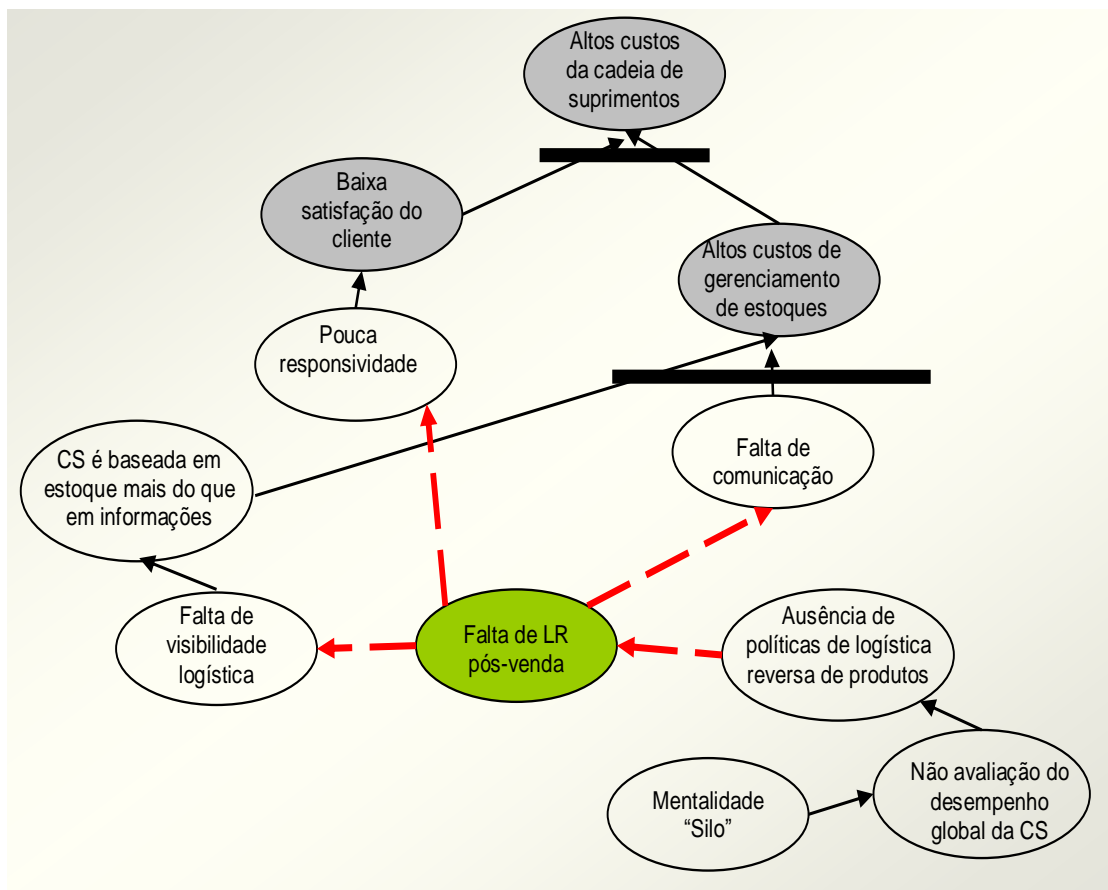 Altos custos
da cadeia de
suprimentos
Baixa
satisfação do
cliente
Altos custos de
gerenciamento
de estoques
Pouca
responsividade
Falta de
comunicação
CS é baseada em
estoque mais do que
em informações
Falta de
visibilidade
logística
Falta de LR
pós-venda
Ausência de
políticas de logística
reversa de produtos
Mentalidade
“Silo”
Não avaliação do
desempenho
global da CS